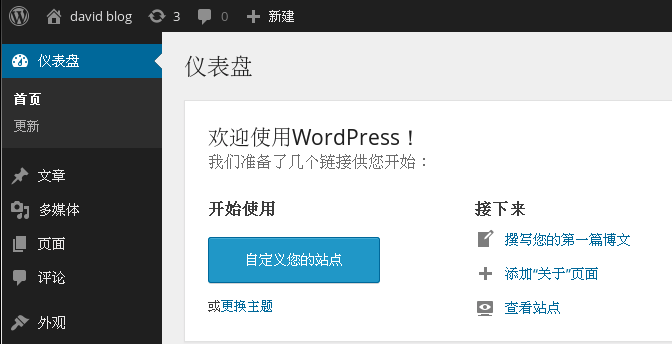 david blog 3 0 新建
仪表盘
首页
更新
文章
多媒体
页面
评论
外观
仪表盘
欢迎使用WordPress！
我们准备了几个链接供您开始：
开始使用
自定义您的站点
或更换主题
接下来
撰写您的第一篇博文
添加“关于”页面
查看站点